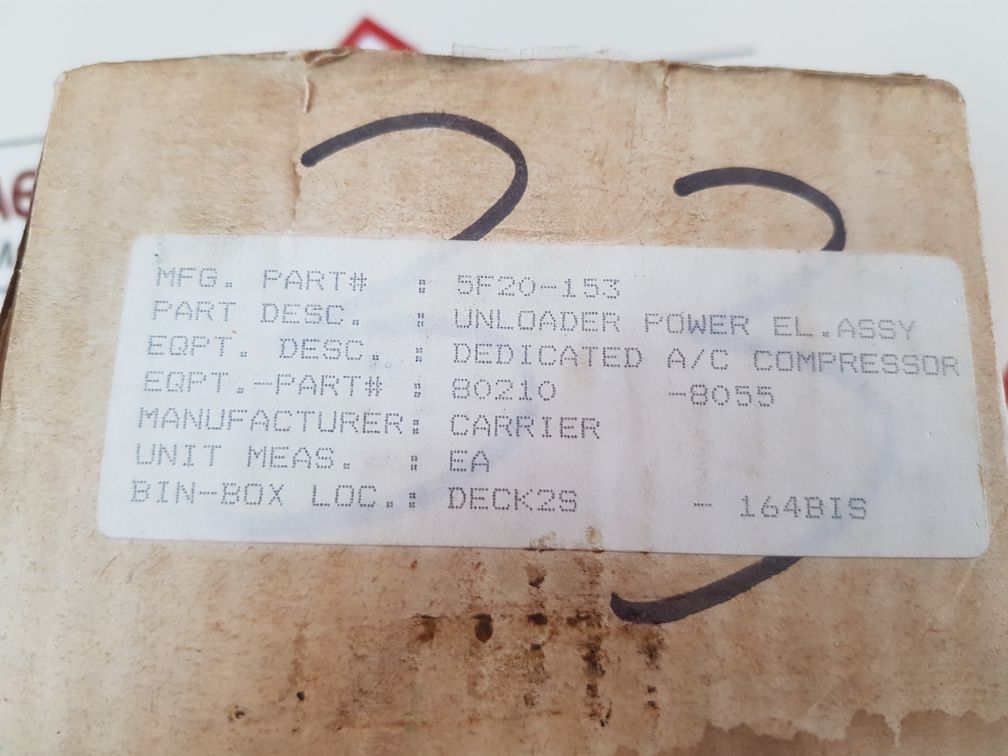 33
MFG. PART# : 5F20-153
PART DESC. : UNLOADER POWER EL.ASSY
EQPT. DESC. : DEDICATED A/C COMPRESSOR
EQPT.-PART# : 80210 -8055
MANUFACTURER: CARRIER
UNIT MEAS. : EA
BIN-BOX LOC.: DECK2S - 164BIS